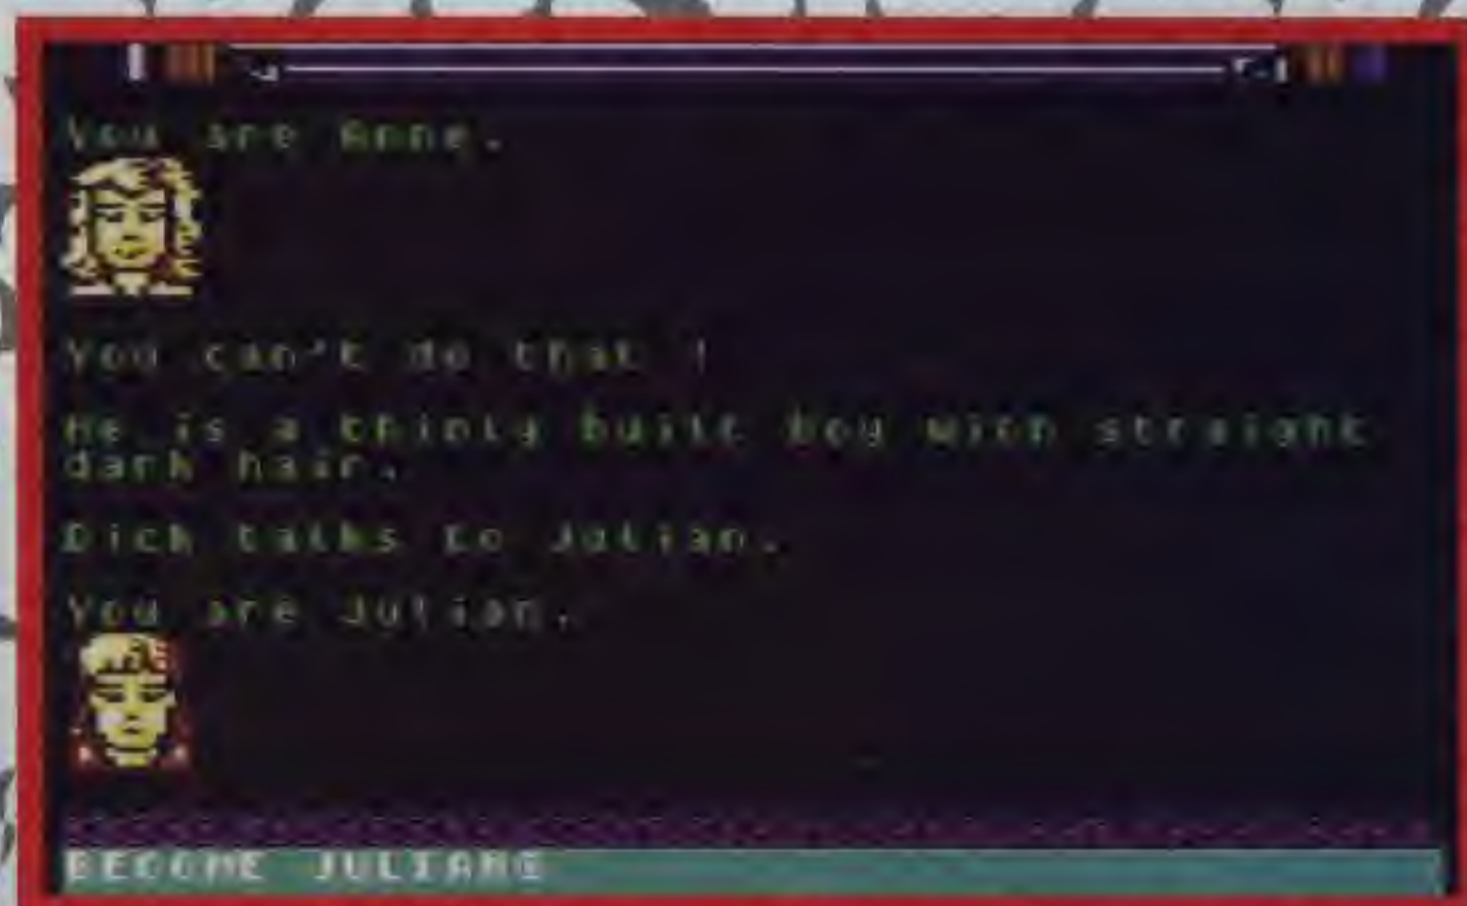 You are Anne.
You can't do that !
He is a thinly built boy with straight
dark hair.
Dick talks to Julian.
You are Julian.
BECOME JULIAN